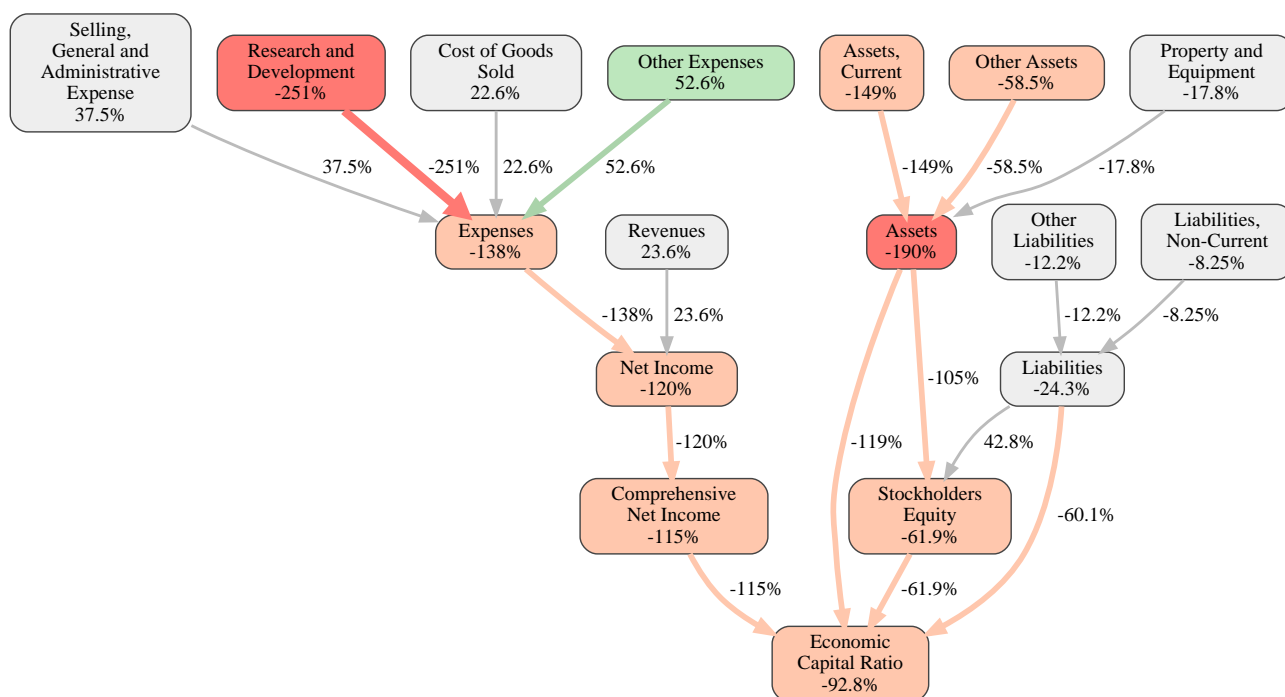 Selling,
General and
Administrative
Expense
37.5%
Research and
Development
-251%
Cost of Goods
Sold
22.6%
Other Expenses
52.6%
Assets,
Current
-149%
Other Assets
-58.5%
Property and
Equipment
-17.8%
37.5%
-251%
22.6%
52.6%
-149%
-58.5%
-17.8%
Expenses
-138%
Revenues
23.6%
Assets
-190%
Other
Liabilities
-12.2%
Liabilities,
Non-Current
-8.25%
-138%
23.6%
-12.2%
-8.25%
Net Income
-120%
-105%
Liabilities
-24.3%
-120%
-119%
42.8%
Comprehensive
Net Income
-115%
Stockholders
Equity
-61.9%
-60.1%
-115%
-61.9%
Economic
Capital Ratio
-92.8%